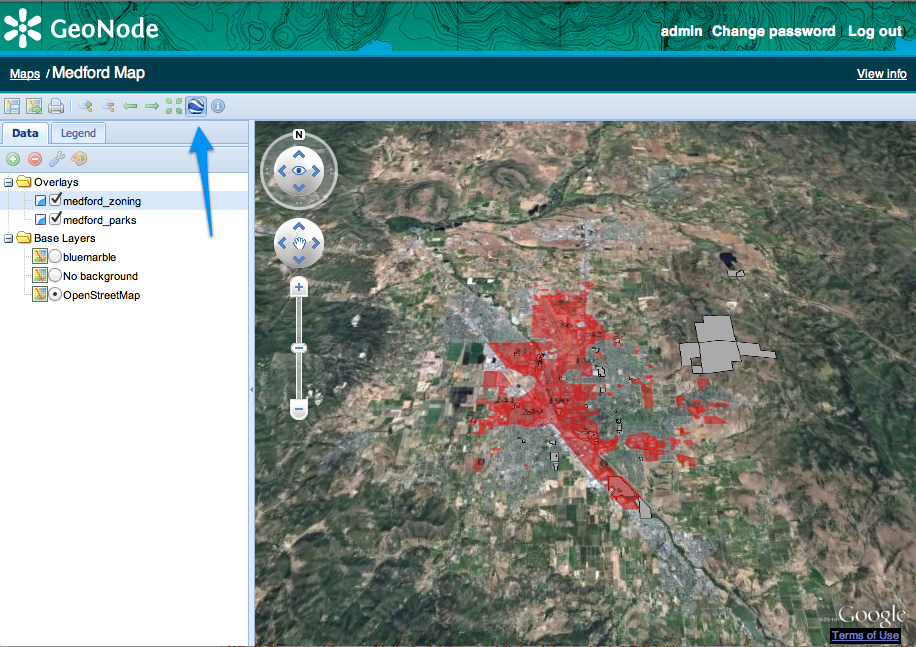 GeoNode
admin Change password Log out
Maps / Medford Map
View info
Data
Legend
Overlays
medford_zoning
medford_parks
Base Layers
bluemarble
No background
OpenStreetMap
N
Google
Terms of Use